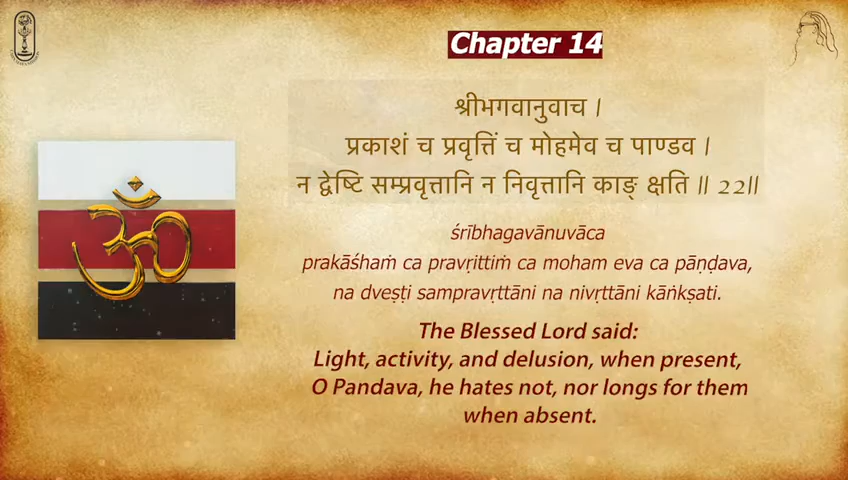 Chapter 14
श्रीभगवानुवाच ।
प्रकाशं च प्रवृत्तिं च मोहमेव च पाण्डव ।
न द्वेष्टि सम्प्रवृत्तानि न निवृत्तानि काङ् क्षति ॥ 22॥
śrībhagavānuvāca
prakāśhaṁ ca pravṛittiṁ ca moham eva ca pāṇḍava,
na dveṣṭi sampravṛttāni na nivṛttāni kāṅkṣati.
The Blessed Lord said:
Light, activity, and delusion, when present,
O Pandava, he hates not, nor longs for them
when absent.
ॐ